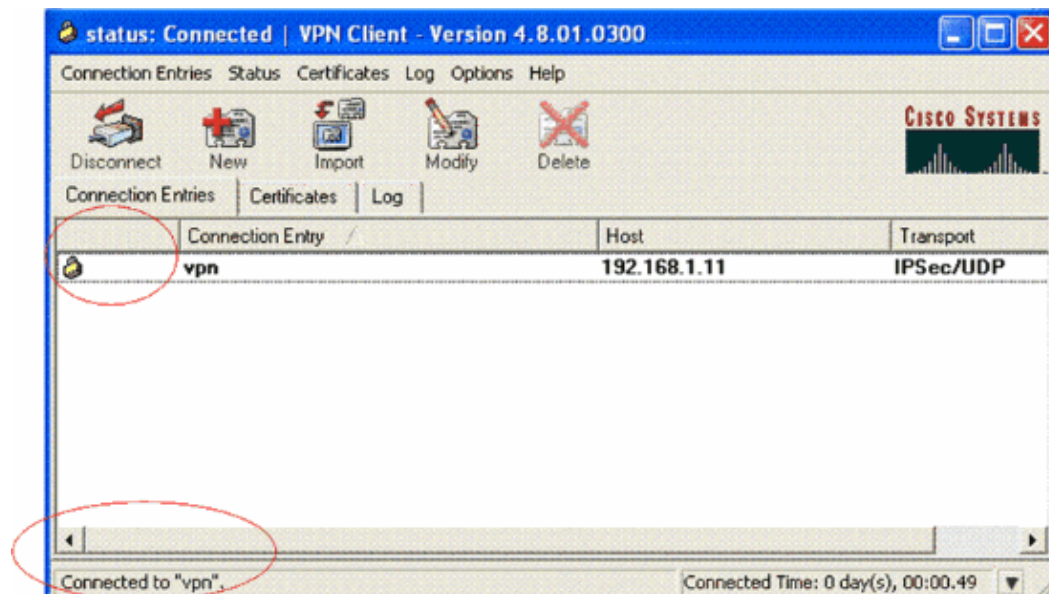 status: Connected | VPN Client - Version 4.8.01.0300
Connection Entries Status Certificates Log Options Help
Disconnect New Import Modify Delete
CISCO SYSTEMS
Connection Entries Certificates Log
Connection Entry Host Transport
vpn 192.168.1.11 IPSec/UDP
Connected to "vpn". Connected Time: 0 day(s), 00:00.49